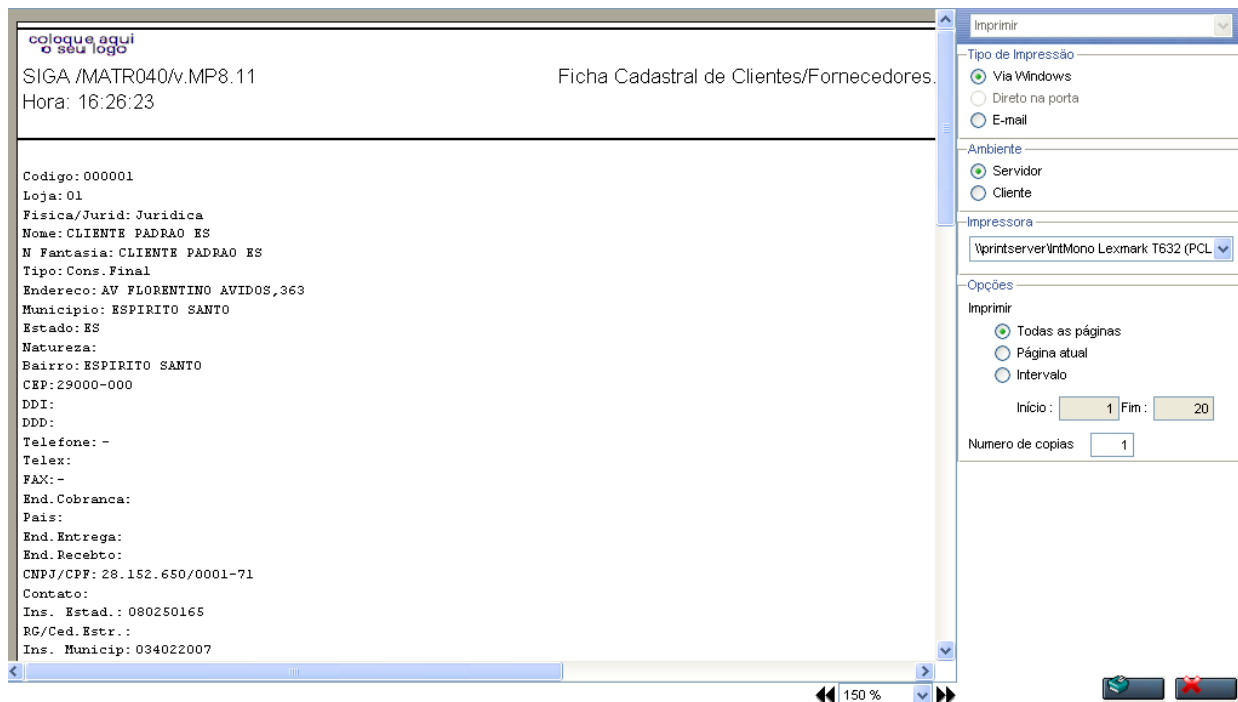 coloque aqui
o seu logo
SIGA /MATR040/v.MP8.11
Ficha Cadastral de Clientes/Fornecedores.
Hora: 16:26:23
Codigo:000001
Loja:01
Fisica/Jurid:Juridica
Nome:CLIENTE PADRAO ES
N Fantasia:CLIENTE PADRAO ES
Tipo:Cons.Final
Endereco:AV FLORENTINO AVIDOS,363
Municipio:ESPIRITO SANTO
Estado:ES
Natureza:
Bairro:ESPIRITO SANTO
CEP:29000-000
DDI:
DDD:
Telefone:-
Telex:
FAX:-
End.Cobranca:
Pais:
End.Entrega:
End.Recebto:
CNPJ/CPF:28.152.650/0001-71
Contato:
Ins. Estad.:080250165
RG/Ced.Estr.:
Ins. Municip:034022007
150 %
Imprimir
Tipo de Impressão
Via Windows
Direto na porta
E-mail
Ambiente
Servidor
Cliente
Impressora
\\printserver\IntMono Lexmark T632 (PCL
Opções
Imprimir
Todas as páginas
Página atual
Intervalo
Início : 1 Fim : 20
Numero de copias 1